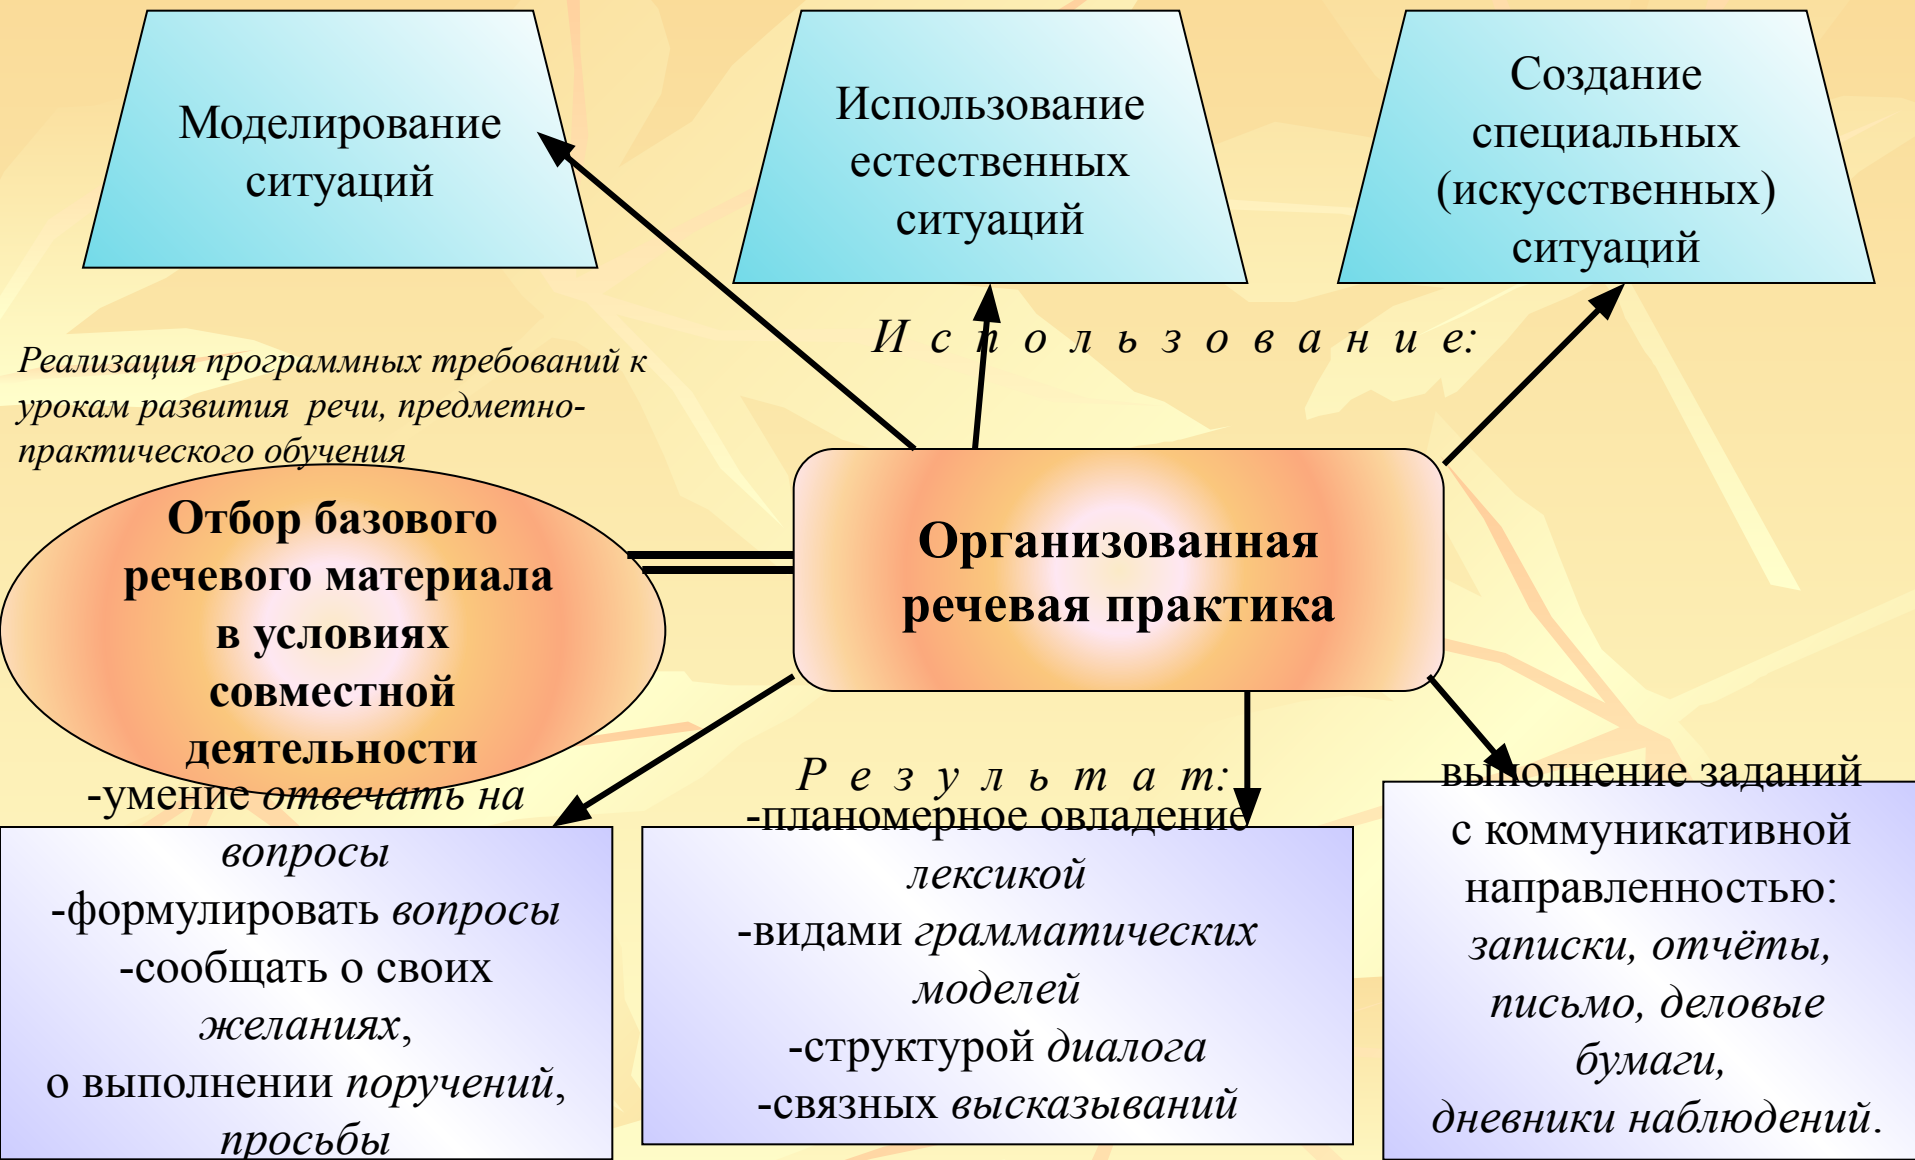 Моделирование
ситуаций
Использование
естественных
ситуаций
Создание
специальных
(искусственных)
ситуаций
И с п о л ь з о в а н и е:
Реализация программных требований к
урокам развития речи, предметно-
практического обучения
Отбор базового
речевого материала
в условиях
совместной
деятельности
Организованная
речевая практика
Р е з у л ь т а т:
-умение отвечать на
вопросы
-формулировать вопросы
-сообщать о своих
желаниях,
о выполнении поручений,
просьбы
-планомерное овладение
лексикой
-видами грамматических
моделей
-структурой диалога
-связных высказываний
выполнение заданий
с коммуникативной
направленностью:
записки, отчёты,
письмо, деловые
бумаги,
дневники наблюдений.